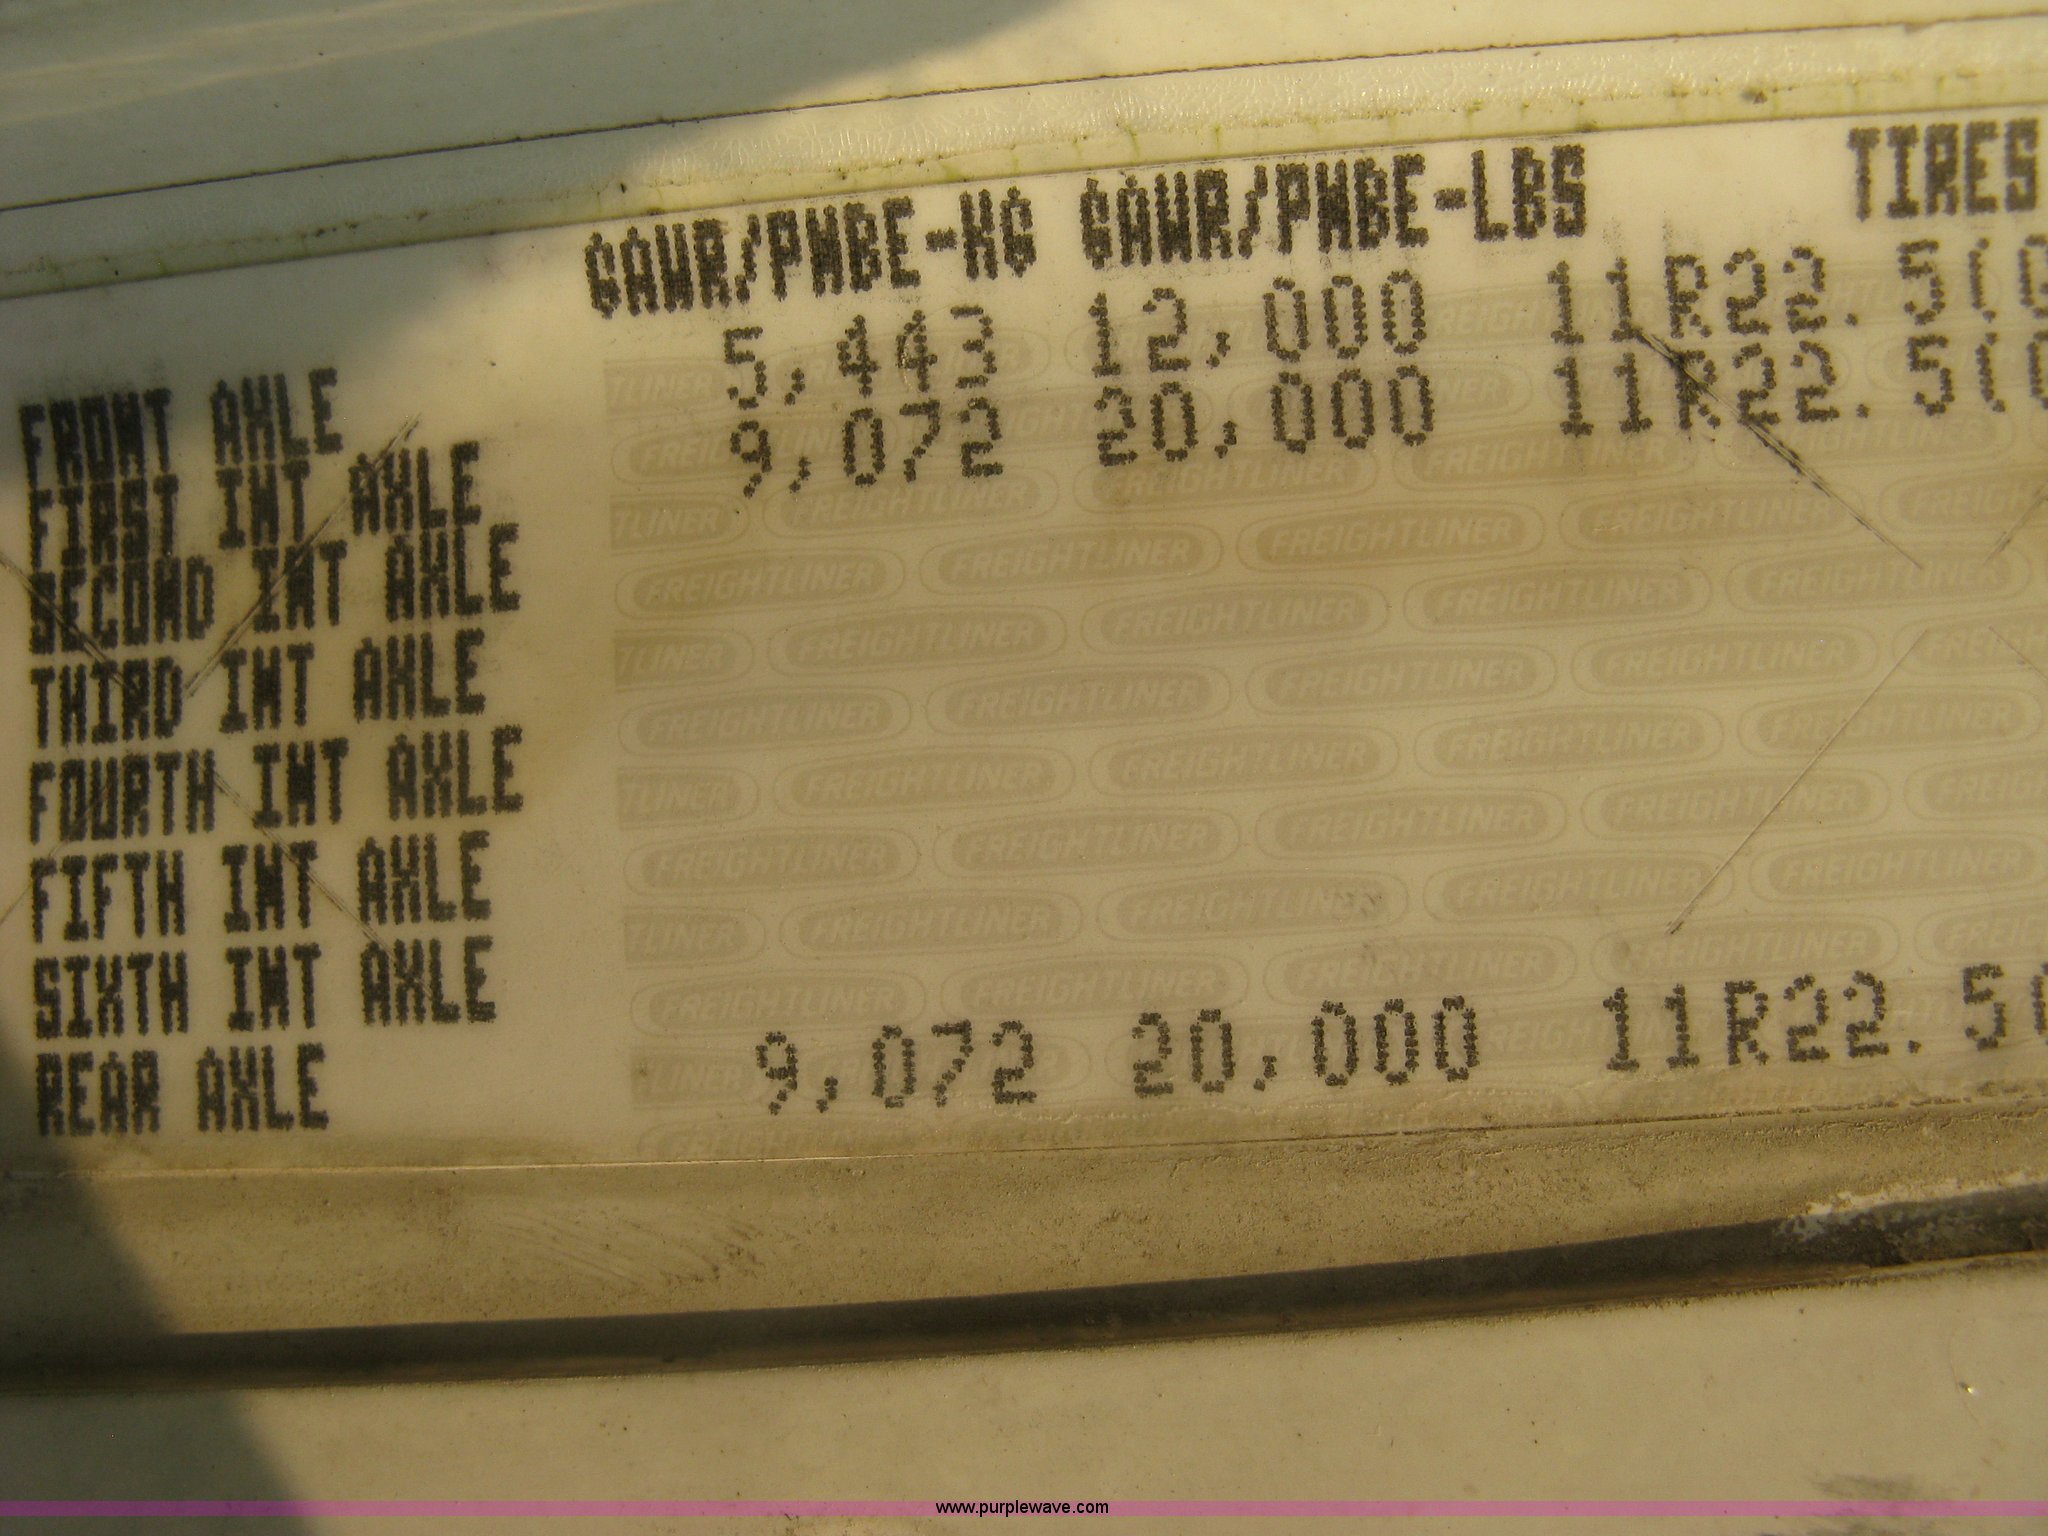 GAWR/PNBE-KG GAWR/PNBE-LBS TIRES
FRONT AXLE 5,443 12,000 11R22.5(G
FIRST INT AXLE 9,072 20,000 11R22.5(G
SECOND INT AXLE
THIRD INT AXLE
FOURTH INT AXLE
FIFTH INT AXLE
SIXTH INT AXLE
REAR AXLE 9,072 20,000 11R22.5(
FREIGHTLINER
www.purplewave.com